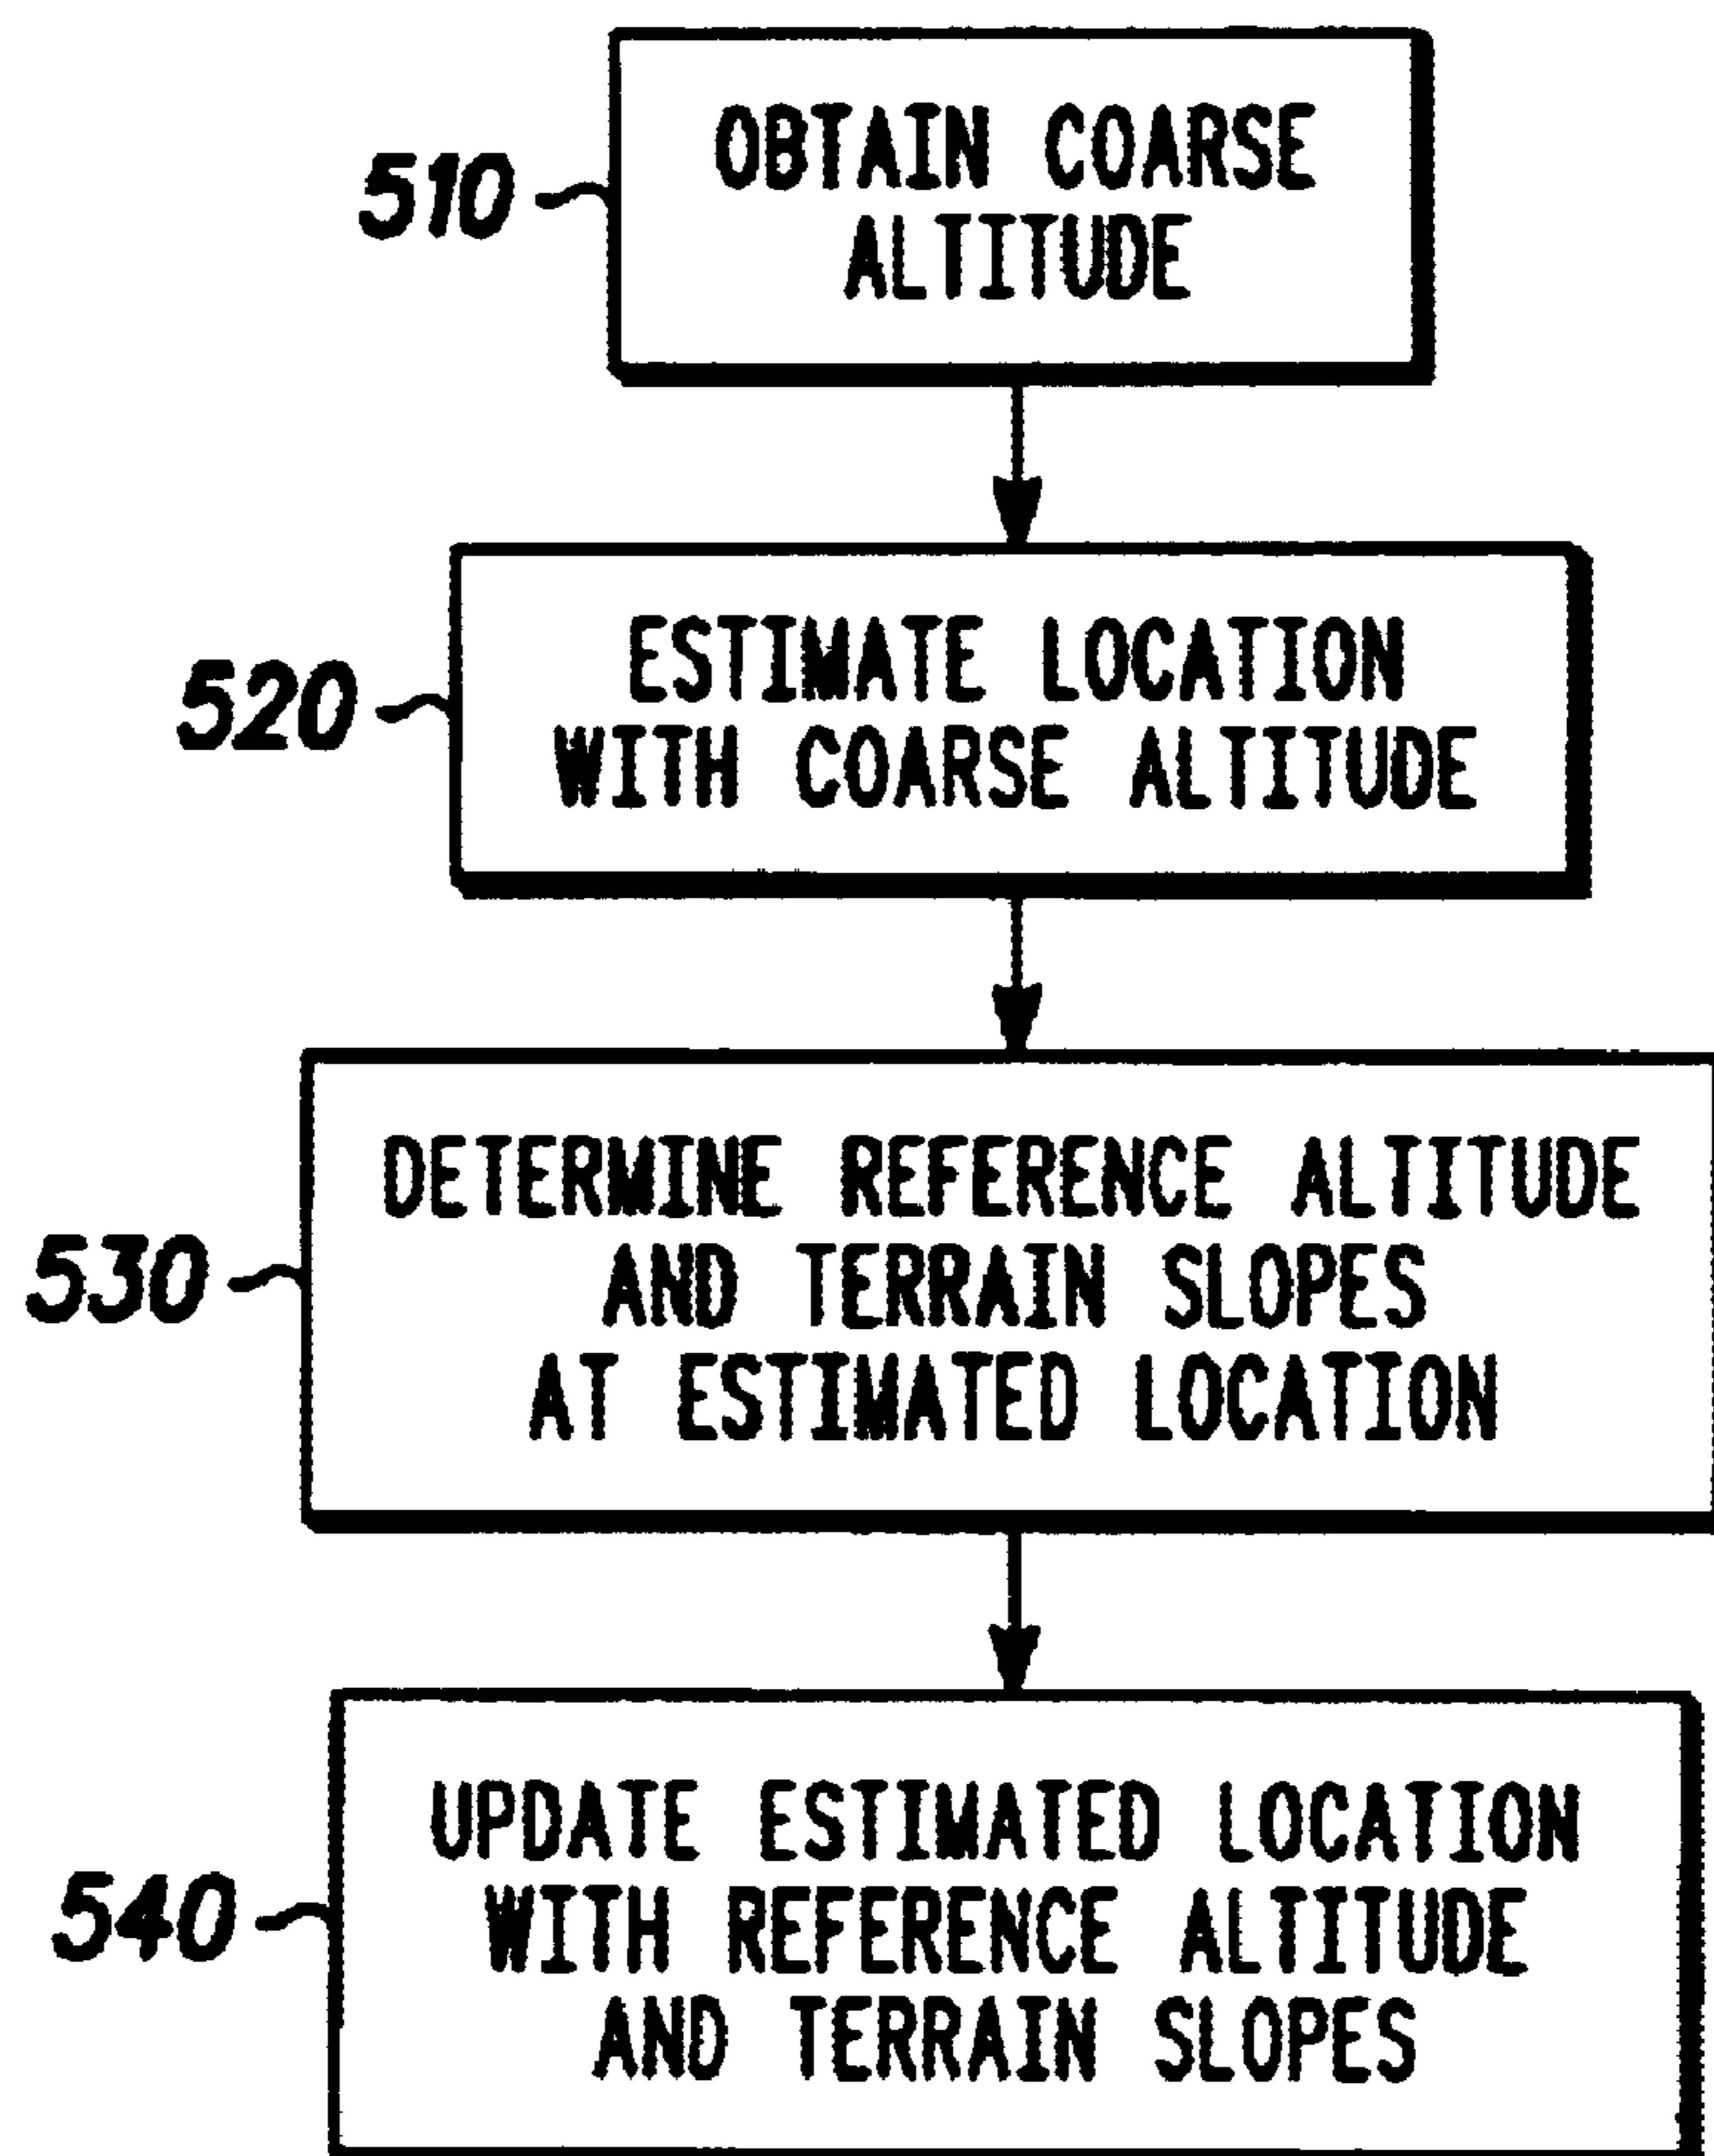 510
OBTAIN COARSE
ALTITUDE
520
ESTIMATE LOCATION
WITH COARSE ALTITUDE
530
DETERMINE REFERENCE ALTITUDE
AND TERRAIN SLOPES
AT ESTIMATED LOCATION
540
UPDATE ESTIMATED LOCATION
WITH REFERENCE ALTITUDE
AND TERRAIN SLOPES